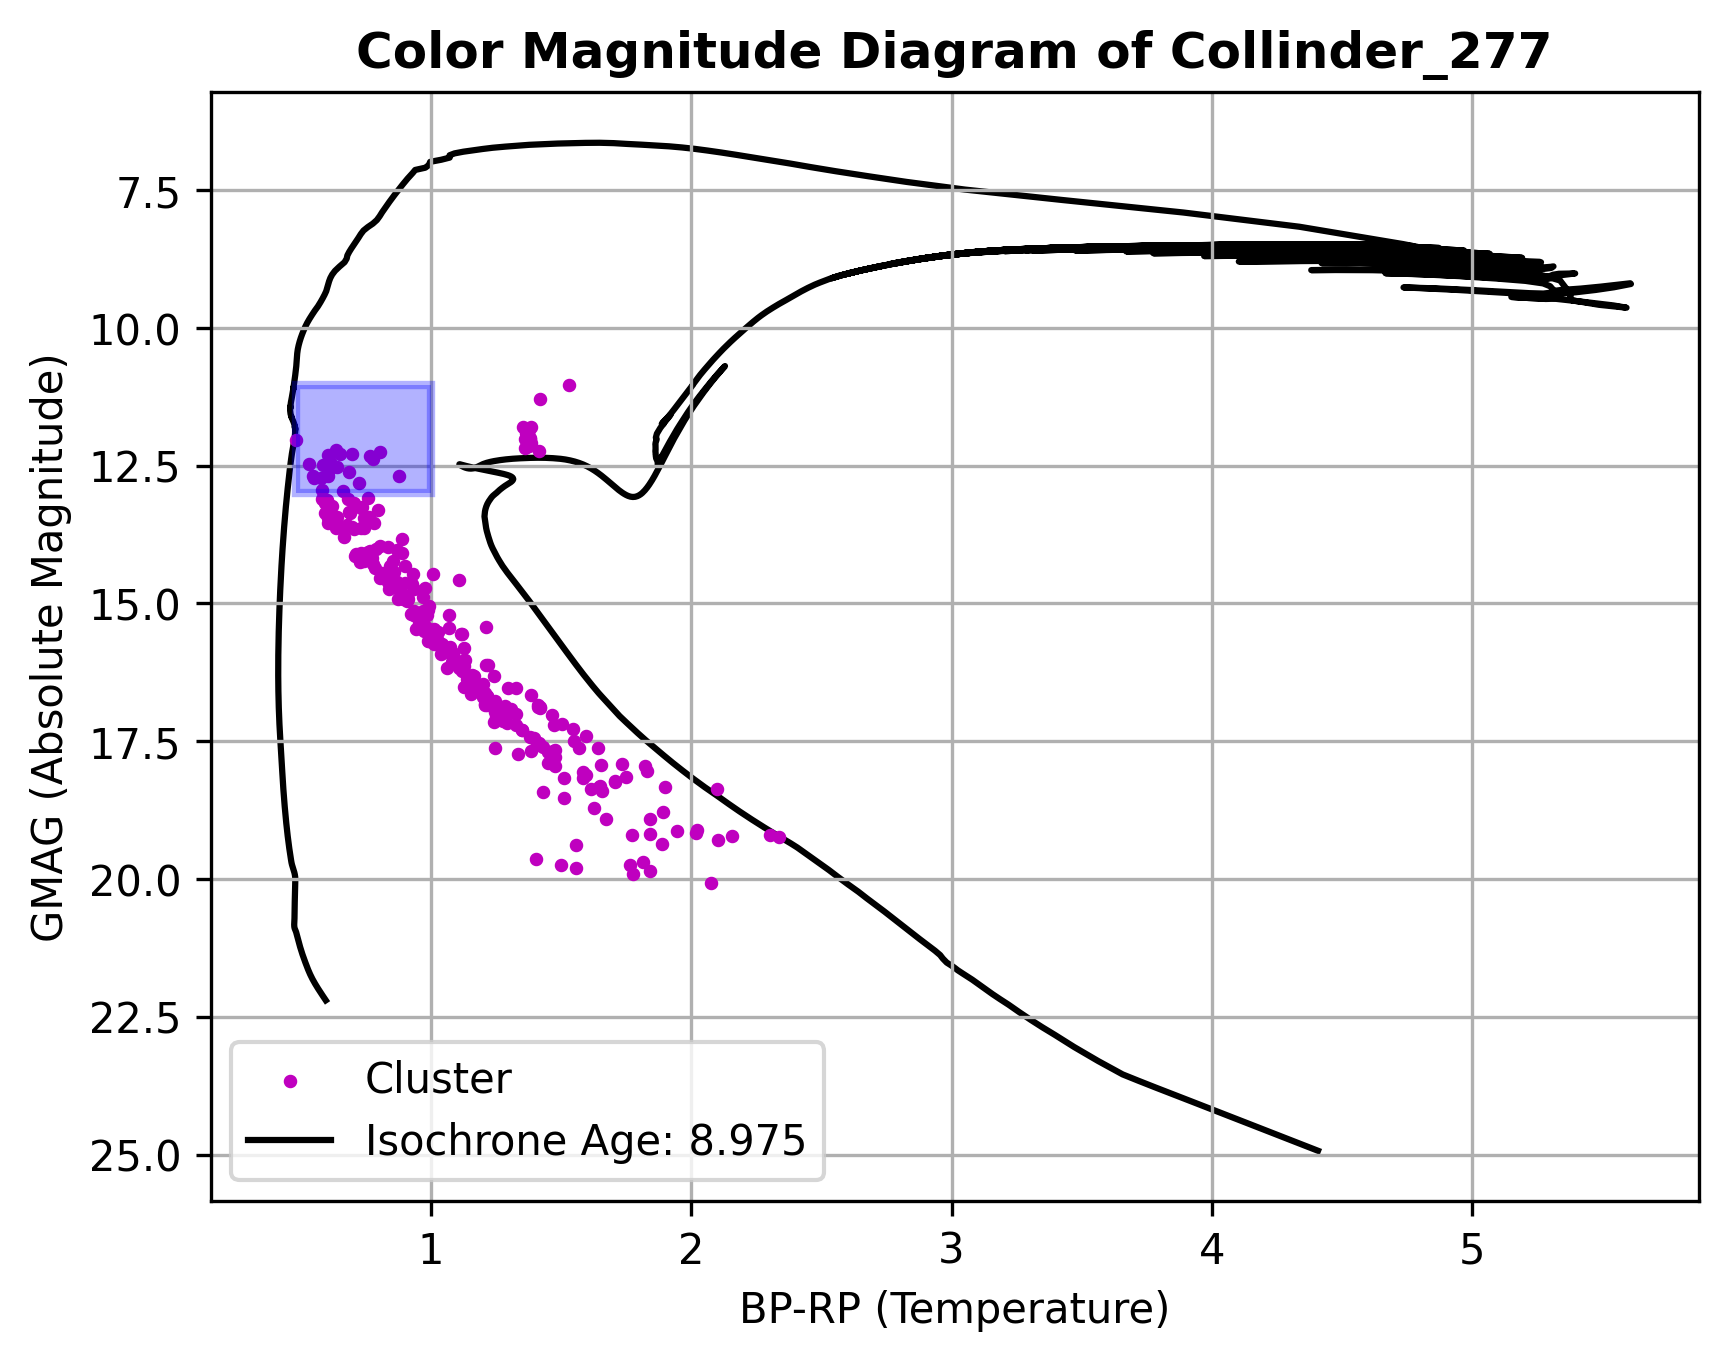 Color Magnitude Diagram of Collinder_277
GMAG (Absolute Magnitude)
7.5
10.0
12.5
15.0
17.5
20.0
22.5
25.0
Cluster
Isochrone Age: 8.975
1 2 3 4 5
BP-RP (Temperature)